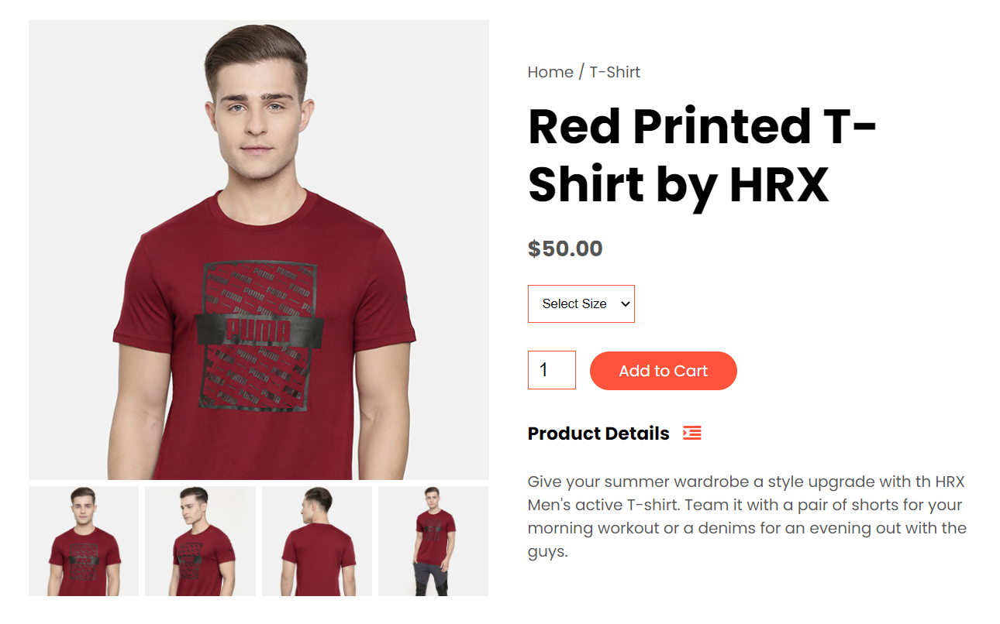 Home / T-Shirt
Red Printed T-
Shirt by HRX
$50.00
Select Size
1
Add to Cart
Product Details
Give your summer wardrobe a style upgrade with th HRX
Men's active T-shirt. Team it with a pair of shorts for your
morning workout or a denims for an evening out with the
guys.
PUMA